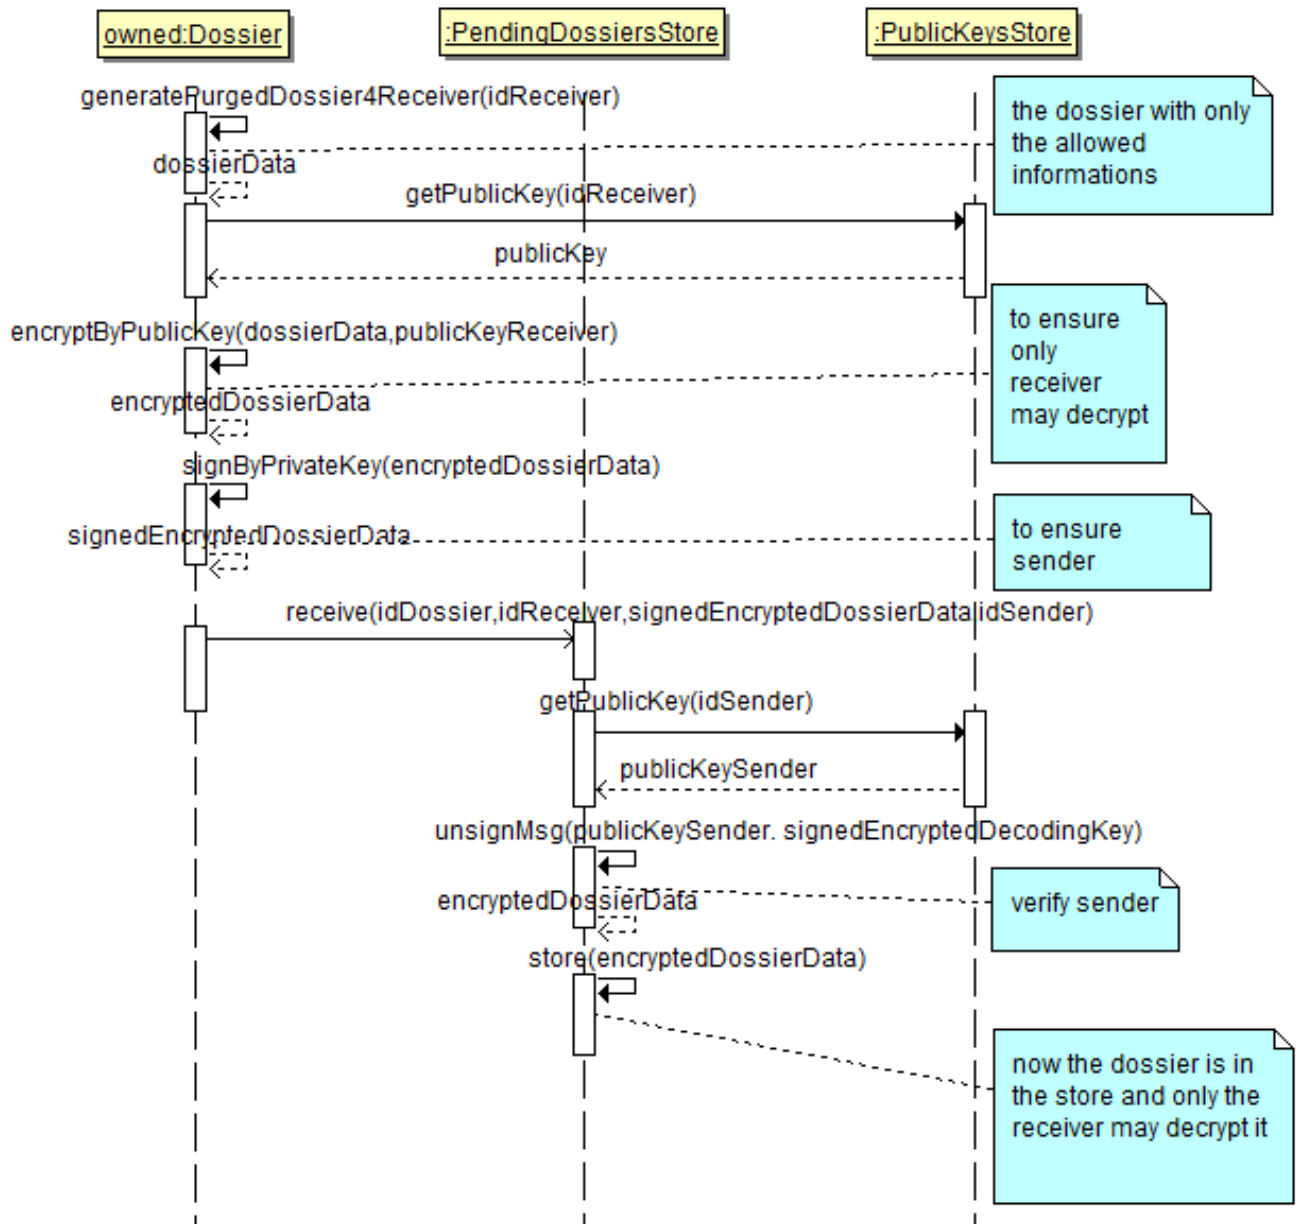 owned:Dossier
:PendingDossiersStore
:PublicKeysStore
generatePurgedDossier4Receiver(idReceiver)
the dossier with only
the allowed
informations
dossierData
getPublicKey(idReceiver)
publicKey
to ensure
only
receiver
may decrypt
encryptByPublicKey(dossierData,publicKeyReceiver)
encryptedDossierData
signByPrivateKey(encryptedDossierData)
to ensure
sender
signedEncryptedDossierData
receive(idDossier,idReceiver,signedEncryptedDossierData,idSender)
getPublicKey(idSender)
publicKeySender
unsignMsg(publicKeySender. signedEncryptedDecodingKey)
encryptedDossierData
verify sender
store(encryptedDossierData)
now the dossier is in
the store and only the
receiver may decrypt it